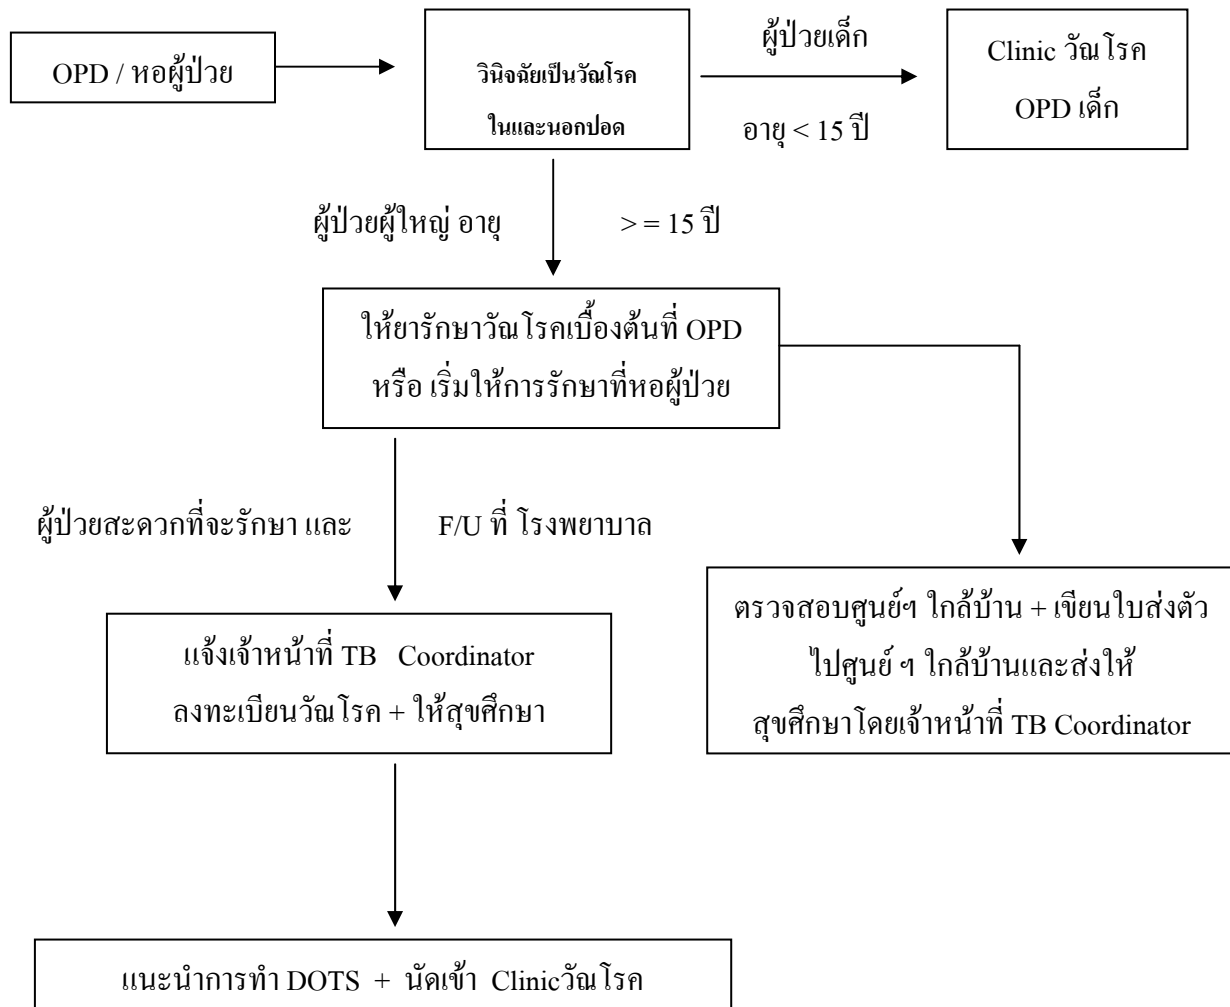 OPD / หอผู้ป่วย
วินิจฉัยเป็นวัณโรค
ในและนอกปอด
ผู้ป่วยเด็ก
อายุ < 15 ปี
Clinic วัณโรค
OPD เด็ก
ผู้ป่วยผู้ใหญ่ อายุ > = 15 ปี
ให้ยารักษาวัณโรคเบื้องต้นที่ OPD
หรือ เริ่มให้การรักษาที่หอผู้ป่วย
ผู้ป่วยสะดวกที่จะรักษา และ F/U ที่ โรงพยาบาล
แจ้งเจ้าหน้าที่ TB Coordinator
ลงทะเบียนวัณโรค + ให้สุขศึกษา
ตรวจสอบศูนย์ฯ ใกล้บ้าน + เขียนใบส่งตัว
ไปศูนย์ ฯ ใกล้บ้านและส่งให้
สุขศึกษาโดยเจ้าหน้าที่ TB Coordinator
แนะนำการทำ DOTS + นัดเข้า Clinicวัณโรค